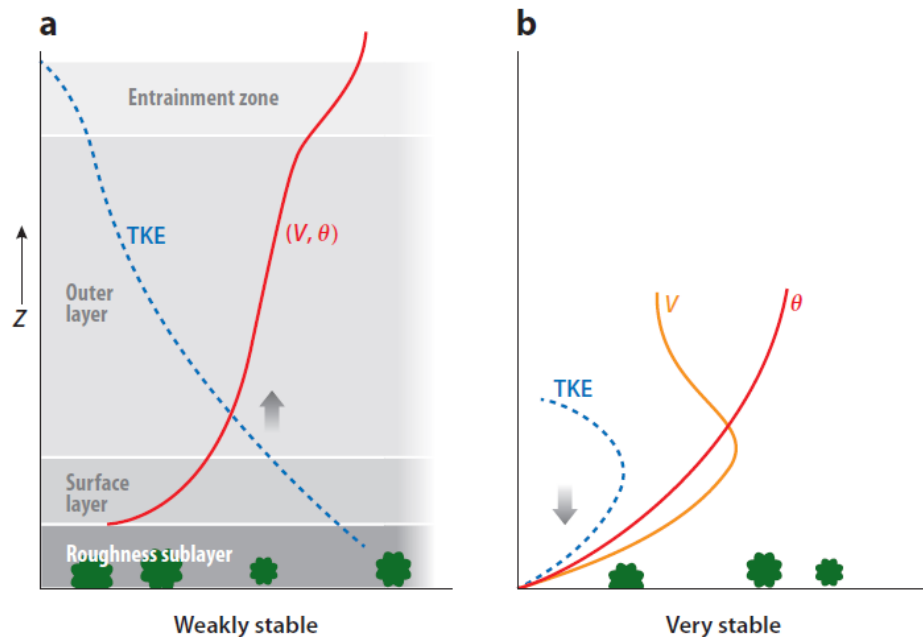 a
Entrainment zone
TKE
(V, θ)
Outer
layer
Z
Surface
layer
Roughness sublayer
Weakly stable
b
V
θ
TKE
Very stable